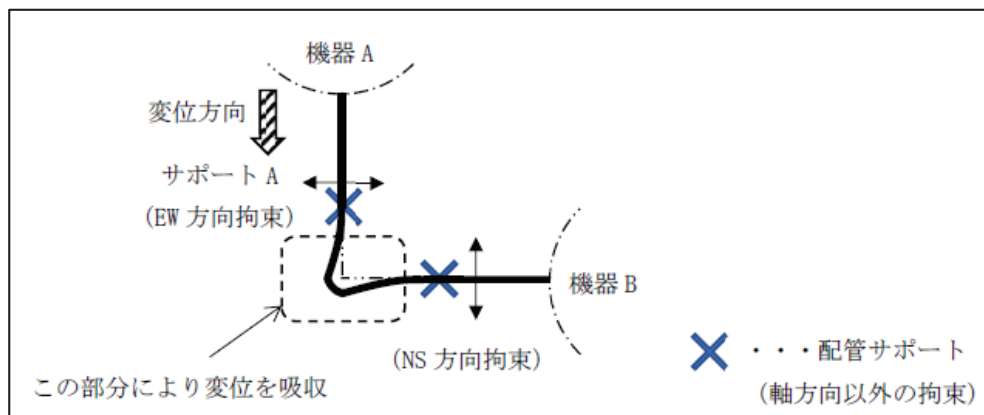 機器 A
変位方向
サポート A
(EW 方向拘束)
機器 B
(NS 方向拘束)
・・・配管サポート
(軸方向以外の拘束)
この部分により変位を吸収